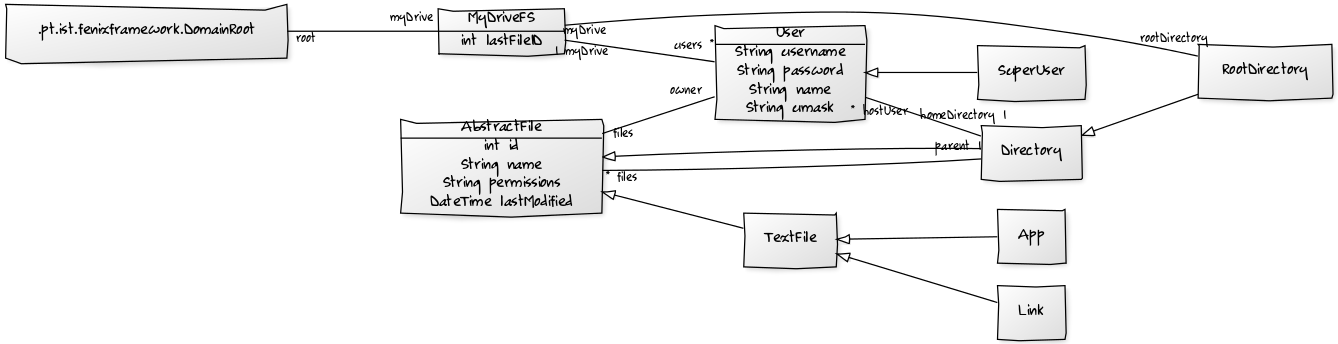 .pt.ist.fenixframework.DomainRoot
root
myDrive
MyDriveFS
int lastFileID
myDrive
1 myDrive
rootDirectory
RootDirectory
users *
User
String username
String password
String name
String umask
SuperUser
owner
* hostUser
homeDirectory 1
AbstractFile
int id
String name
String permissions
DateTime lastModified
files
parent 1
* files
Directory
TextFile
App
Link